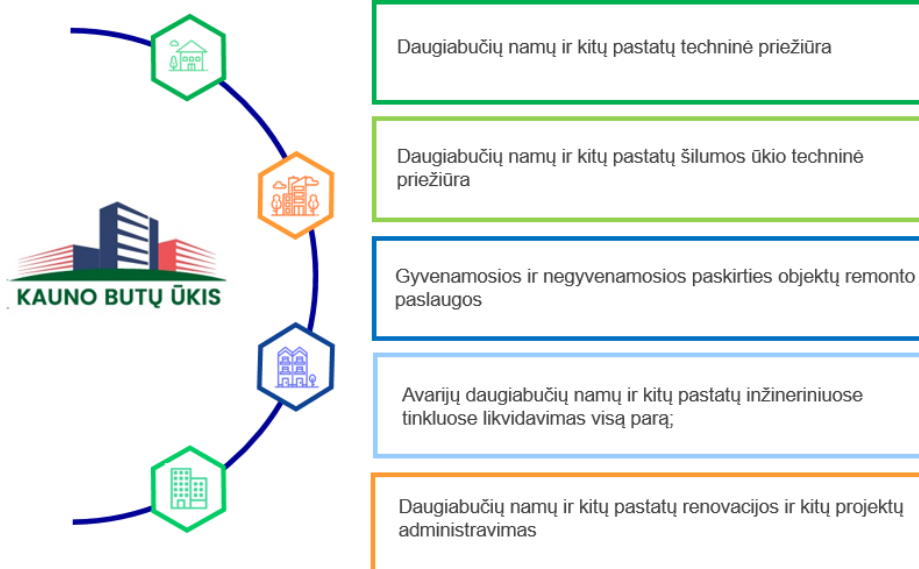 Daugiabučių namų ir kitų pastatų techninė priežiūra
Daugiabučių namų ir kitų pastatų šilumos ūkio techninė
priežiūra
KAUNO BUTŲ ŪKIS
Gyvenamosios ir negyvenamosios paskirties objektų remonto
paslaugos
Avarijų daugiabučių namų ir kitų pastatų inžineriniuose
tinkluose likvidavimas visą parą;
Daugiabučių namų ir kitų pastatų renovacijos ir kitų projektų
administravimas